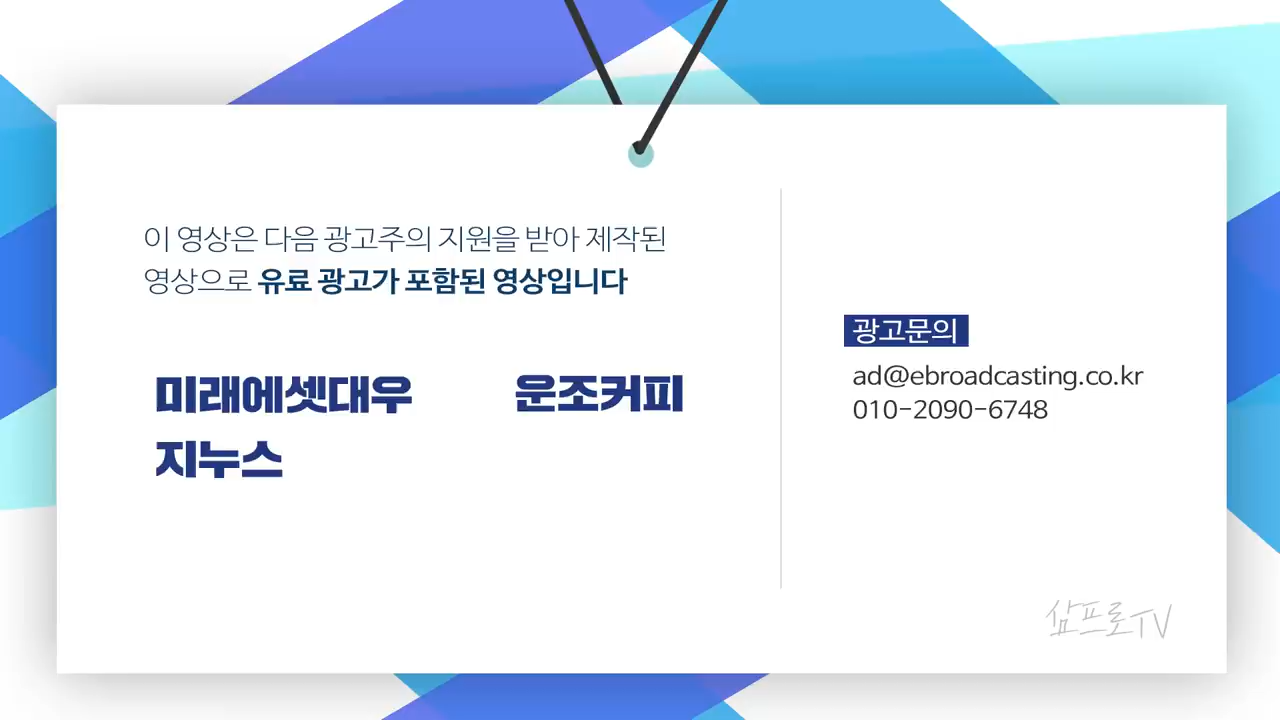 이 영상은 다음 광고주의 지원을 받아 제작된
영상으로 유료 광고가 포함된 영상입니다
미래에셋대우 운조커피
지누스
광고문의
ad@ebroadcasting.co.kr
010-2090-6748
삼프로TV